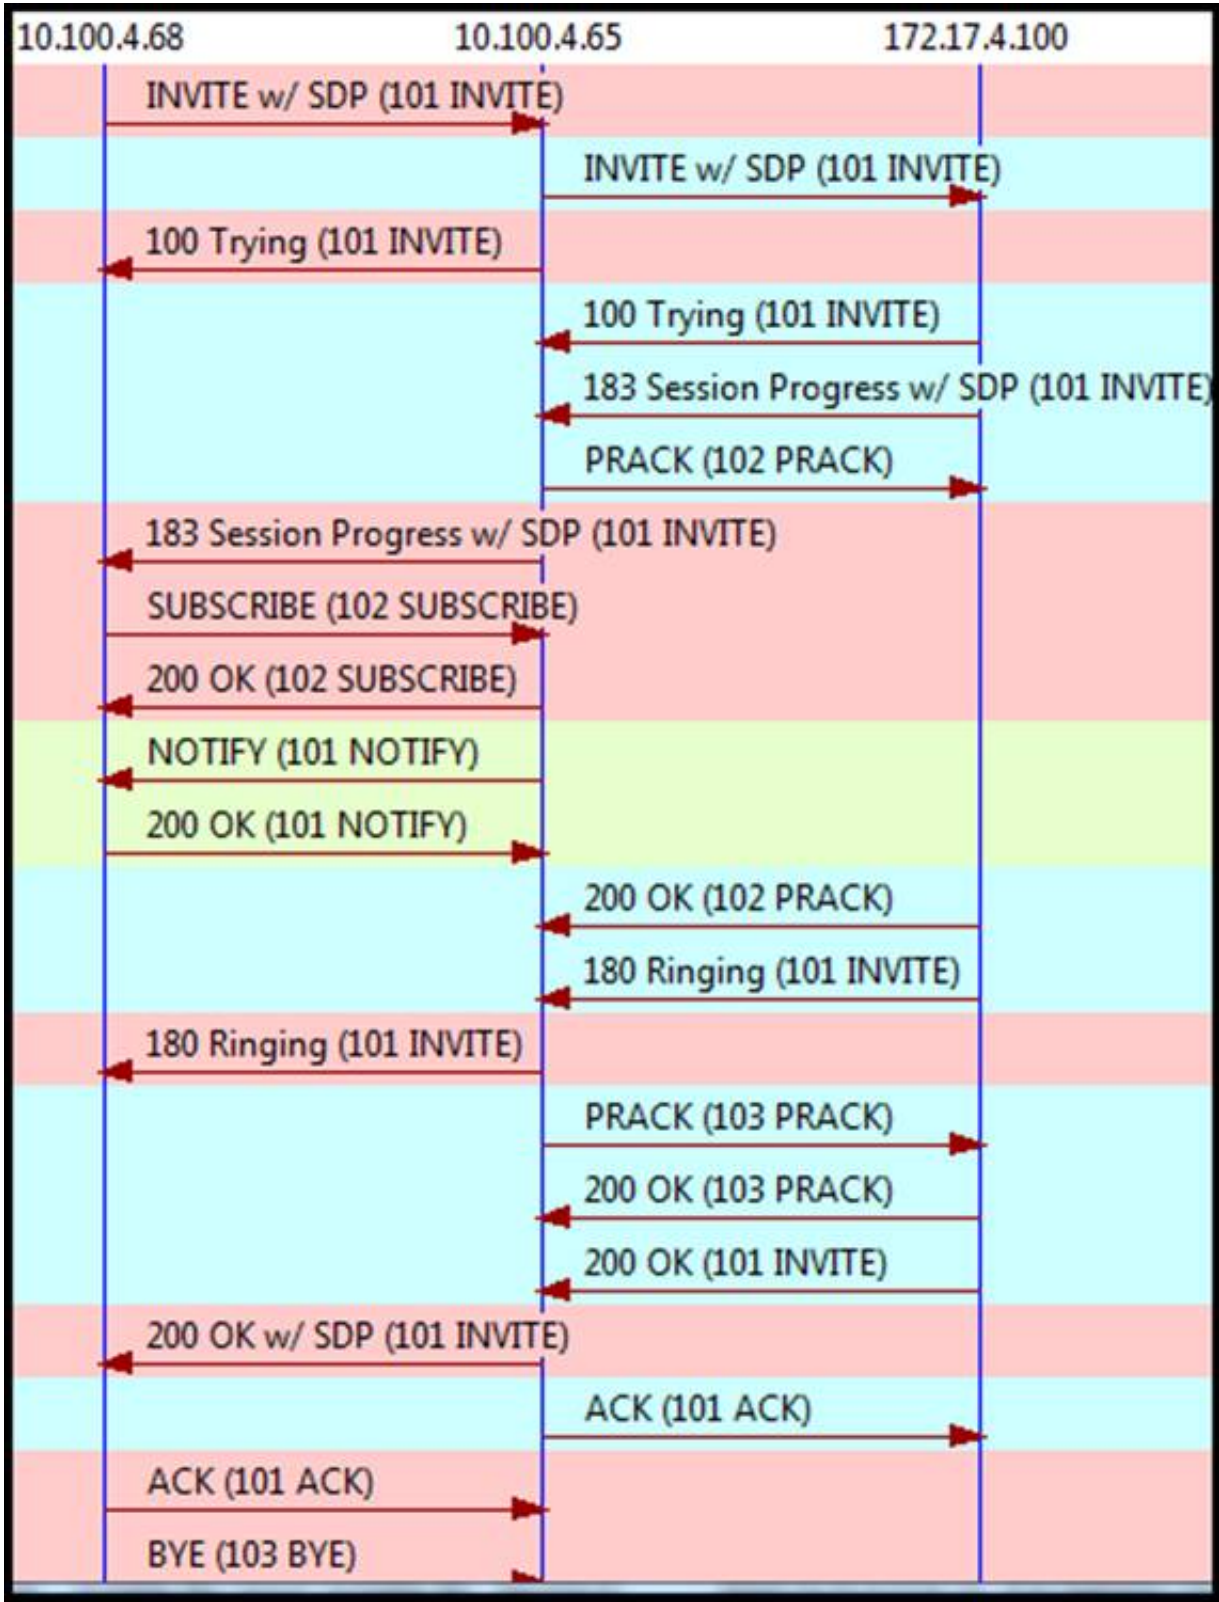 10.100.4.68 10.100.4.65 172.17.4.100
INVITE w/ SDP (101 INVITE)
INVITE w/ SDP (101 INVITE)
100 Trying (101 INVITE)
100 Trying (101 INVITE)
183 Session Progress w/ SDP (101 INVITE)
PRACK (102 PRACK)
183 Session Progress w/ SDP (101 INVITE)
SUBSCRIBE (102 SUBSCRIBE)
200 OK (102 SUBSCRIBE)
NOTIFY (101 NOTIFY)
200 OK (101 NOTIFY)
200 OK (102 PRACK)
180 Ringing (101 INVITE)
180 Ringing (101 INVITE)
PRACK (103 PRACK)
200 OK (103 PRACK)
200 OK (101 INVITE)
200 OK w/ SDP (101 INVITE)
ACK (101 ACK)
ACK (101 ACK)
BYE (103 BYE)